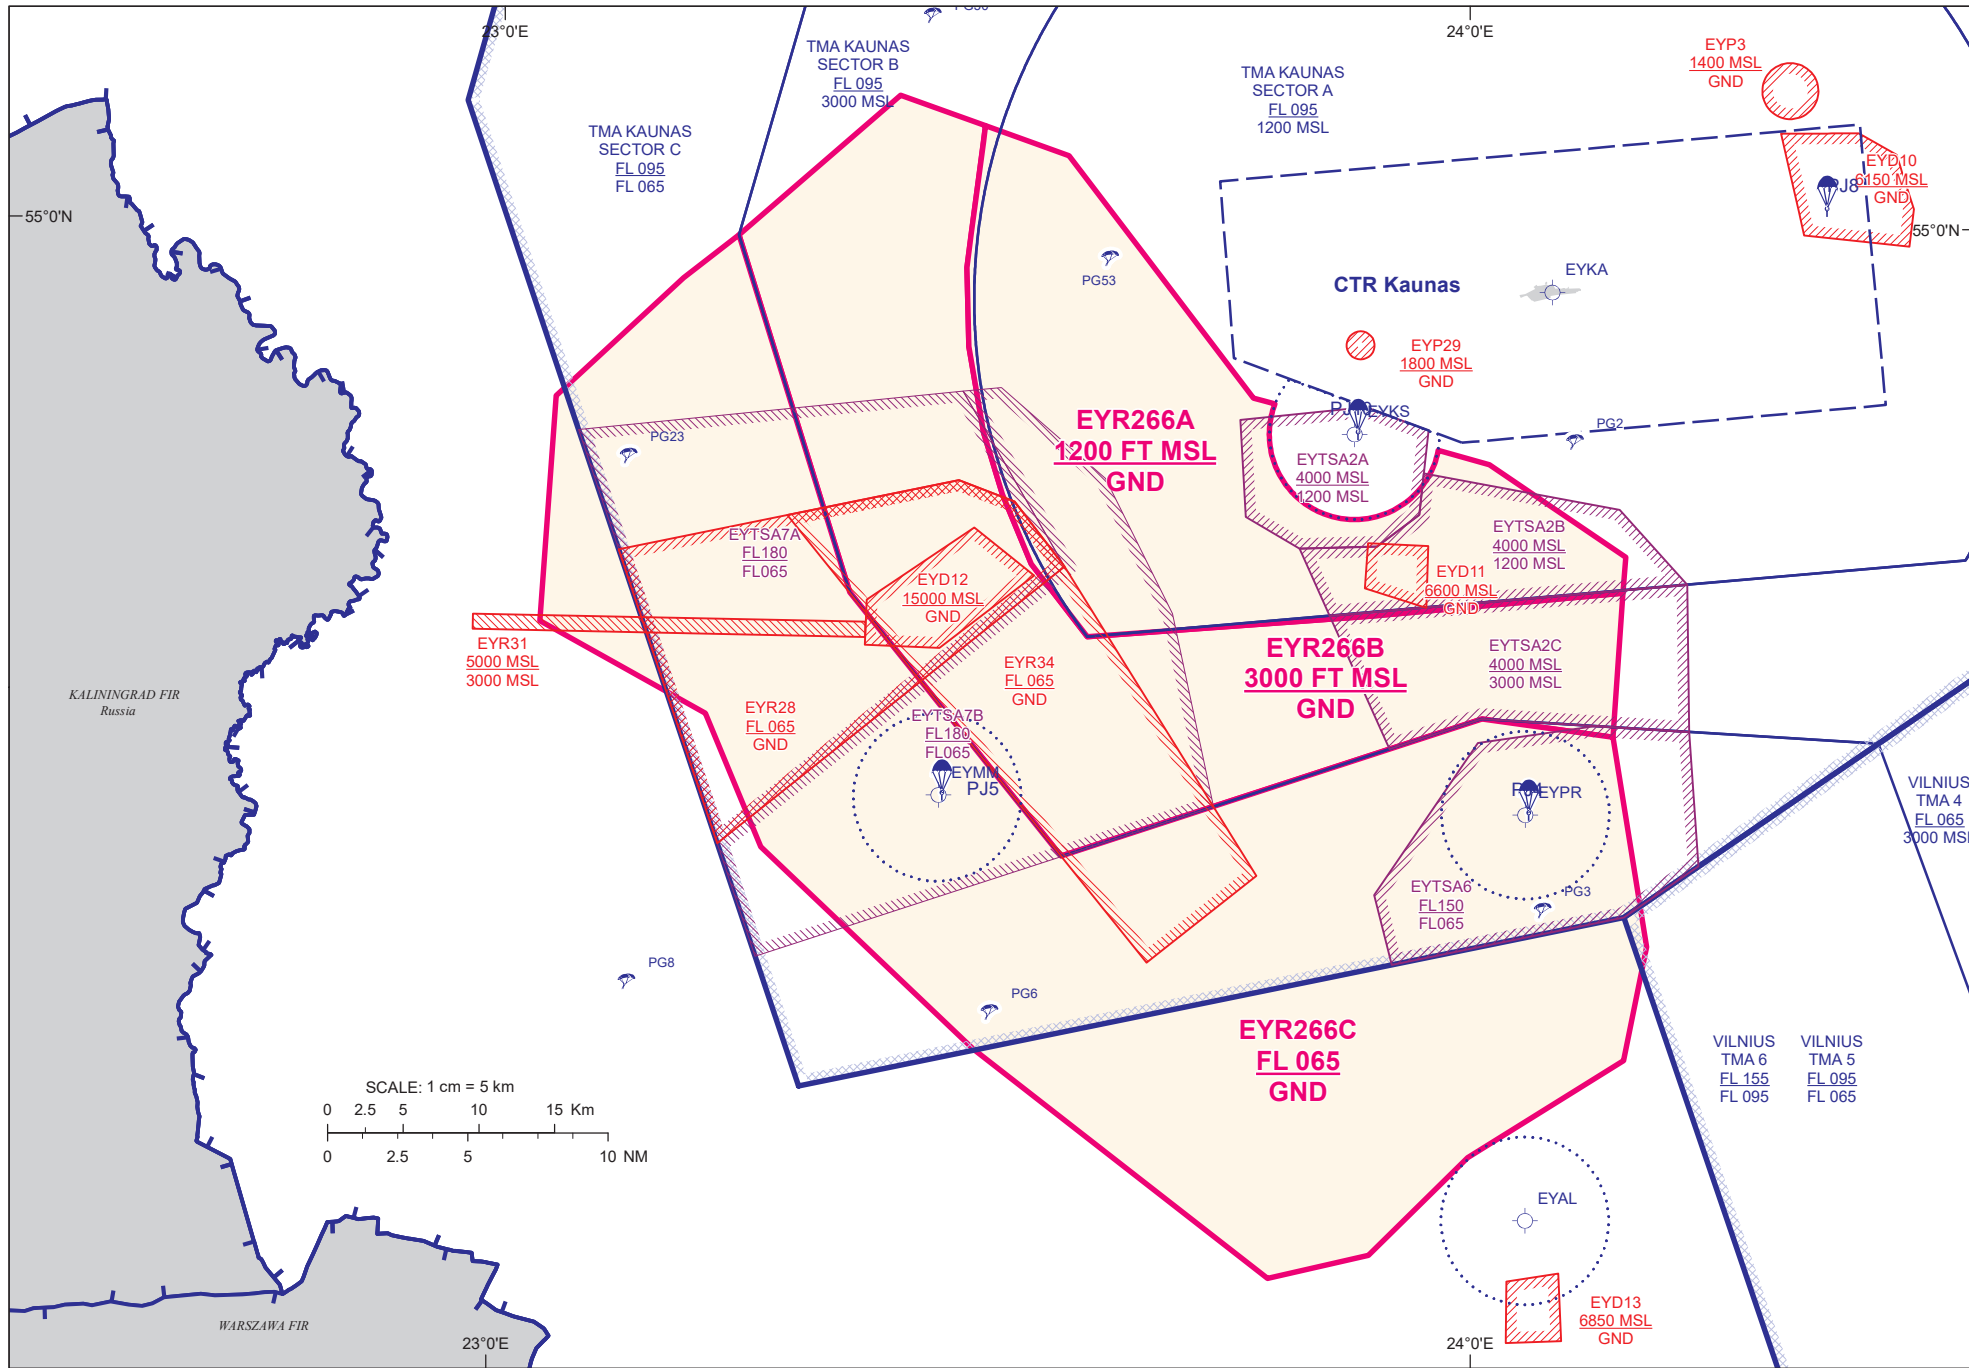 PG50
23°0'E
24°0'E
TMA KAUNAS
SECTOR B
FL 095
3000 MSL
TMA KAUNAS
SECTOR A
FL 095
1200 MSL
EYP3
1400 MSL
GND
TMA KAUNAS
SECTOR C
FL 095
FL 065
EYD10
6150 MSL
GND
PJ8
55°0'N
55°0'N
PG53
CTR Kaunas
EYKA
EYP29
1800 MSL
GND
EYKS
PG2
PG23
EYR266A
1200 FT MSL
GND
EYTSA2A
4000 MSL
1200 MSL
EYTSA7A
FL180
FL065
EYTSA2B
4000 MSL
1200 MSL
EYD12
15000 MSL
GND
EYD11
6600 MSL
GND
EYR31
5000 MSL
3000 MSL
EYR266B
3000 FT MSL
GND
EYTSA2C
4000 MSL
3000 MSL
EYR34
FL 065
GND
KALININGRAD FIR
Russia
EYR28
FL 065
GND
EYTSA7B
FL180
FL065
EYMM
PJ5
EYPR
VILNIUS
TMA 4
FL 065
3000 MSL
EYTSA6
FL150
FL065
PG3
PG8
PG6
EYR266C
FL 065
GND
VILNIUS
TMA 6
FL 155
FL 095
VILNIUS
TMA 5
FL 095
FL 065
SCALE: 1 cm = 5 km
0 2.5 5 10 15 Km
0 2.5 5 10 NM
EYAL
EYD13
6850 MSL
GND
WARSZAWA FIR
23°0'E
24°0'E